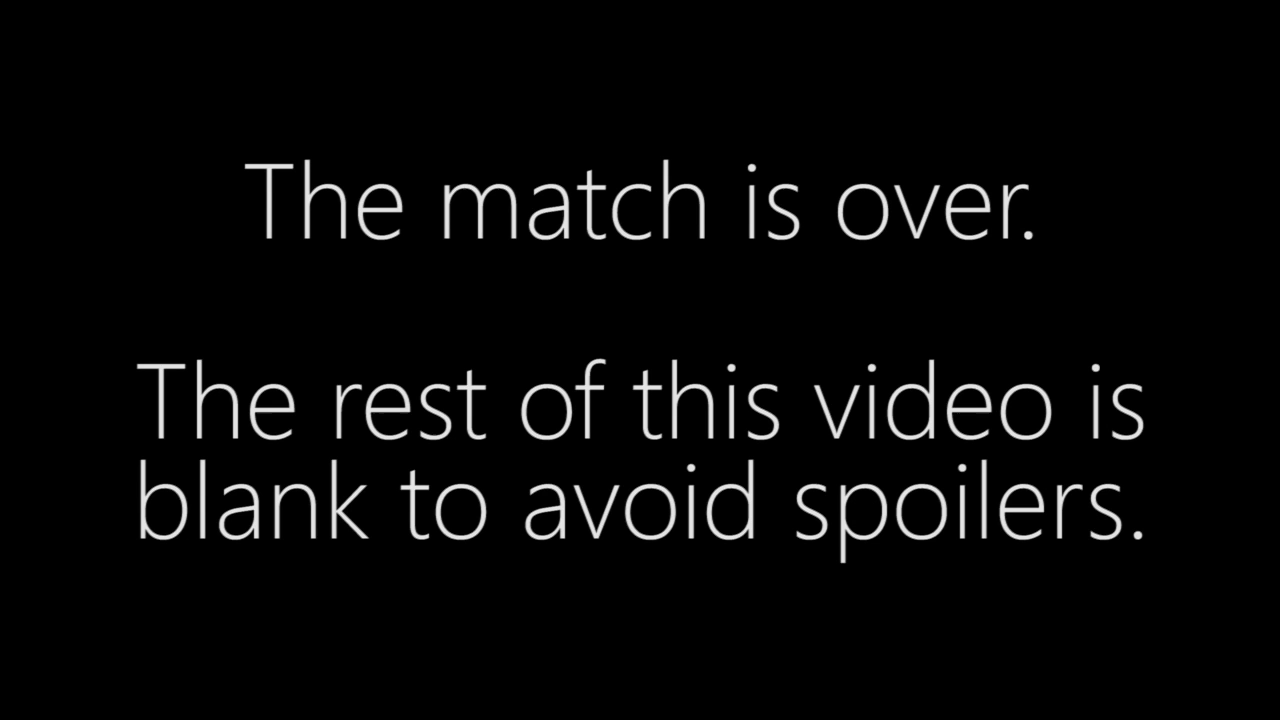 The match is over.
The rest of this video is
blank to avoid spoilers.